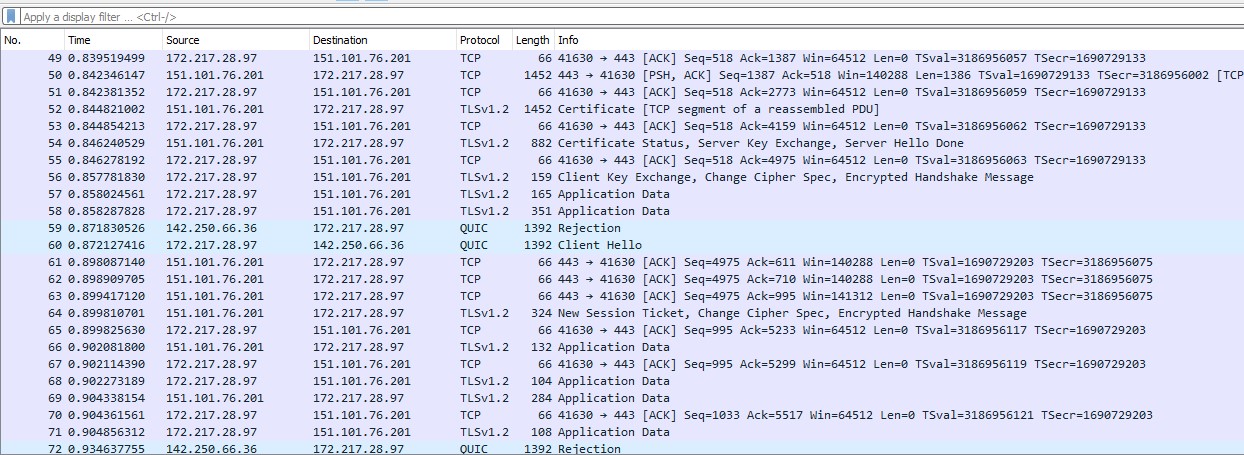 Apply a display filter ... <Ctrl-/>
No. Time Source Destination Protocol Length Info
49 0.839519499 172.217.28.97 151.101.76.201 TCP 66 41630 → 443 [ACK] Seq=518 Ack=1387 Win=64512 Len=0 TSval=3186956057 TSecr=1690729133
50 0.842346147 151.101.76.201 172.217.28.97 TCP 1452 443 → 41630 [PSH, ACK] Seq=1387 Ack=518 Win=140288 Len=1386 TSval=1690729133 TSecr=3186956002 [TCP
51 0.842381352 172.217.28.97 151.101.76.201 TCP 66 41630 → 443 [ACK] Seq=518 Ack=2773 Win=64512 Len=0 TSval=3186956059 TSecr=1690729133
52 0.844821002 151.101.76.201 172.217.28.97 TLSv1.2 1452 Certificate [TCP segment of a reassembled PDU]
53 0.844854213 172.217.28.97 151.101.76.201 TCP 66 41630 → 443 [ACK] Seq=518 Ack=4159 Win=64512 Len=0 TSval=3186956062 TSecr=1690729133
54 0.846240529 151.101.76.201 172.217.28.97 TLSv1.2 882 Certificate Status, Server Key Exchange, Server Hello Done
55 0.846278192 172.217.28.97 151.101.76.201 TCP 66 41630 → 443 [ACK] Seq=518 Ack=4975 Win=64512 Len=0 TSval=3186956063 TSecr=1690729133
56 0.857781830 172.217.28.97 151.101.76.201 TLSv1.2 159 Client Key Exchange, Change Cipher Spec, Encrypted Handshake Message
57 0.858024561 172.217.28.97 151.101.76.201 TLSv1.2 165 Application Data
58 0.858287828 172.217.28.97 151.101.76.201 TLSv1.2 351 Application Data
59 0.871830526 142.250.66.36 172.217.28.97 QUIC 1392 Rejection
60 0.872127416 172.217.28.97 142.250.66.36 QUIC 1392 Client Hello
61 0.898087140 151.101.76.201 172.217.28.97 TCP 66 443 → 41630 [ACK] Seq=4975 Ack=611 Win=140288 Len=0 TSval=1690729203 TSecr=3186956075
62 0.898909705 151.101.76.201 172.217.28.97 TCP 66 443 → 41630 [ACK] Seq=4975 Ack=710 Win=140288 Len=0 TSval=1690729203 TSecr=3186956075
63 0.899417120 151.101.76.201 172.217.28.97 TCP 66 443 → 41630 [ACK] Seq=4975 Ack=995 Win=141312 Len=0 TSval=1690729203 TSecr=3186956075
64 0.899810701 151.101.76.201 172.217.28.97 TLSv1.2 324 New Session Ticket, Change Cipher Spec, Encrypted Handshake Message
65 0.899825630 172.217.28.97 151.101.76.201 TCP 66 41630 → 443 [ACK] Seq=995 Ack=5233 Win=64512 Len=0 TSval=3186956117 TSecr=1690729203
66 0.902081800 151.101.76.201 172.217.28.97 TLSv1.2 132 Application Data
67 0.902114390 172.217.28.97 151.101.76.201 TCP 66 41630 → 443 [ACK] Seq=995 Ack=5299 Win=64512 Len=0 TSval=3186956119 TSecr=1690729203
68 0.902273189 172.217.28.97 151.101.76.201 TLSv1.2 104 Application Data
69 0.904338154 151.101.76.201 172.217.28.97 TLSv1.2 284 Application Data
70 0.904361561 172.217.28.97 151.101.76.201 TCP 66 41630 → 443 [ACK] Seq=1033 Ack=5517 Win=64512 Len=0 TSval=3186956121 TSecr=1690729203
71 0.904856312 172.217.28.97 151.101.76.201 TLSv1.2 108 Application Data
72 0.934637755 142.250.66.36 172.217.28.97 QUIC 1392 Rejection